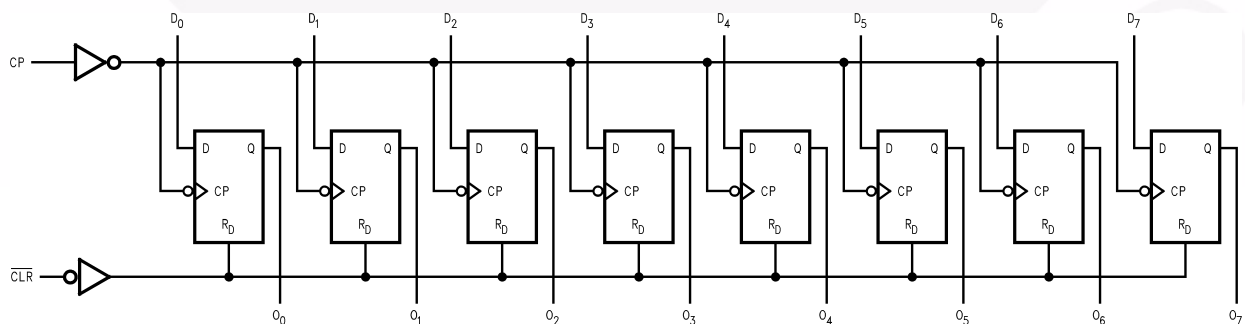 D0 D1 D2 D3 D4 D5 D6 D7
CP
D Q D Q D Q D Q D Q D Q D Q D Q
CP CP CP CP CP CP CP CP
RD RD RD RD RD RD RD RD
C̅L̅R̅
O0 O1 O2 O3 O4 O5 O6 O7